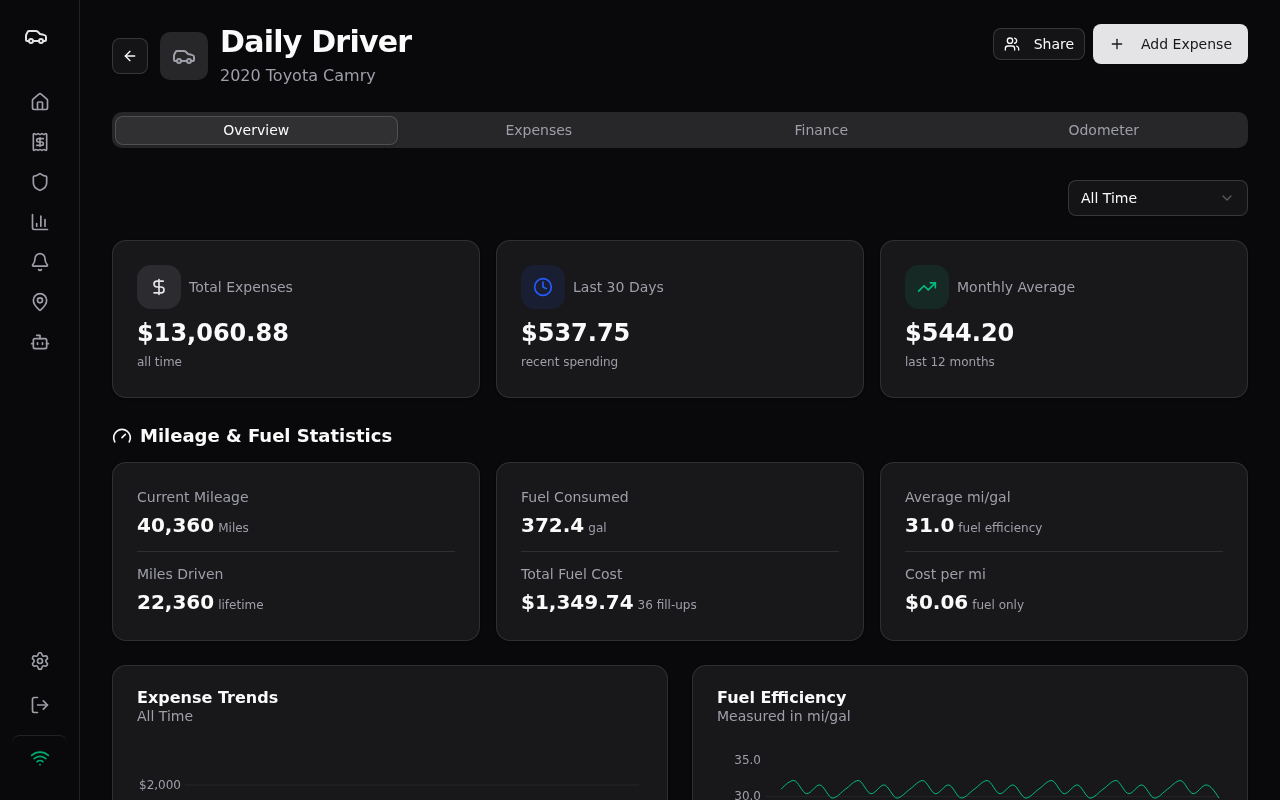 Daily Driver
2020 Toyota Camry
Share
Add Expense
Overview
Expenses
Finance
Odometer
All Time
Total Expenses
$13,060.88
all time
Last 30 Days
$537.75
recent spending
Monthly Average
$544.20
last 12 months
Mileage & Fuel Statistics
Current Mileage
40,360 Miles
Miles Driven
22,360 lifetime
Fuel Consumed
372.4 gal
Total Fuel Cost
$1,349.74 36 fill-ups
Average mi/gal
31.0 fuel efficiency
Cost per mi
$0.06 fuel only
Expense Trends
All Time
$2,000
Fuel Efficiency
Measured in mi/gal
35.0
30.0